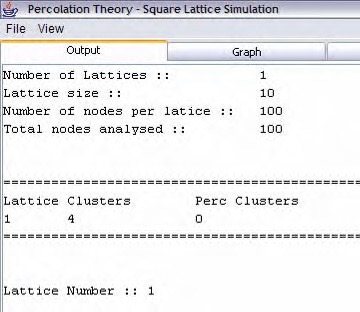 Percolation Theory - Square Lattice Simulation
File View
Output Graph
Number of Lattices :: 1
Lattice size :: 10
Number of nodes per latice :: 100
Total nodes analysed :: 100
==================================================
Lattice Clusters Perc Clusters
1 4 0
==================================================
Lattice Number :: 1